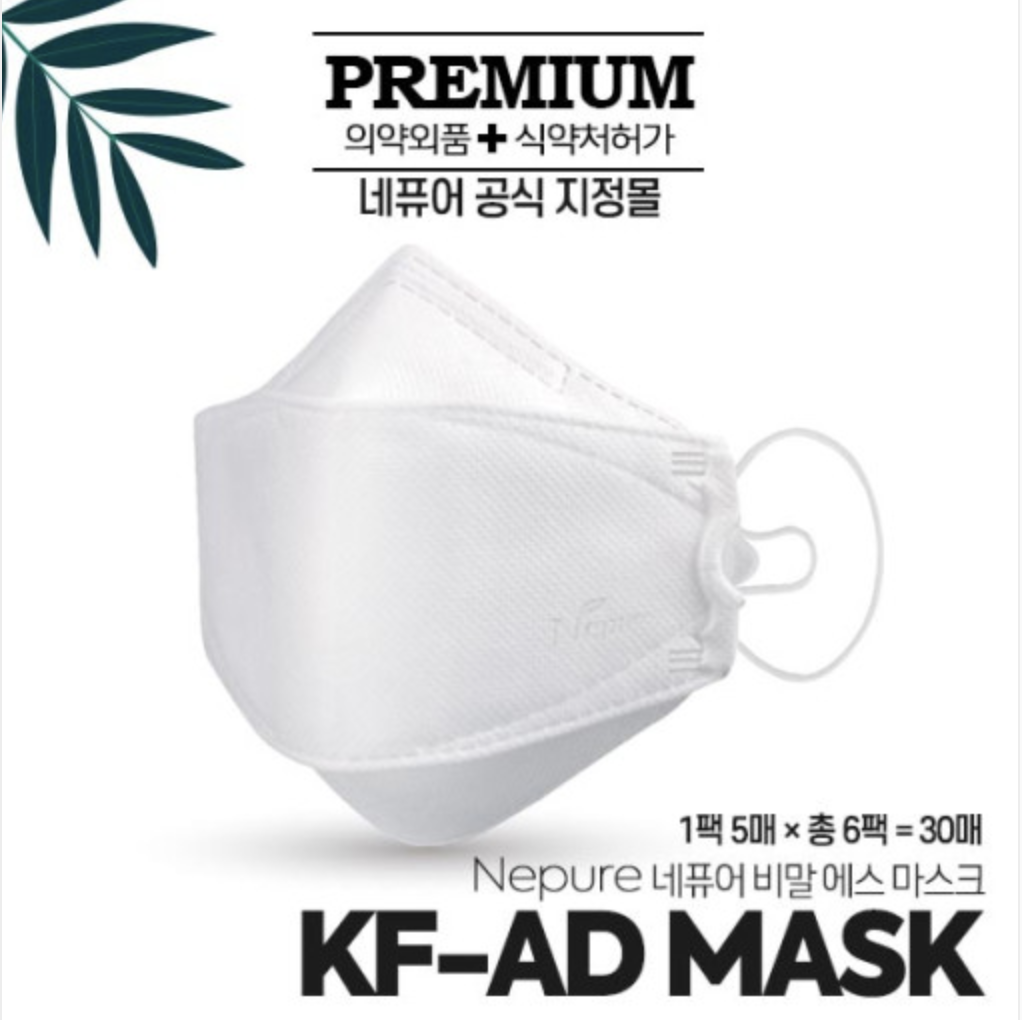 PREMIUM
의약외품 + 식약처허가
네퓨어 공식 지정몰
Nepure
1팩 5매 × 총 6팩 = 30매
Nepure 네퓨어 비말 에스 마스크
KF-AD MASK